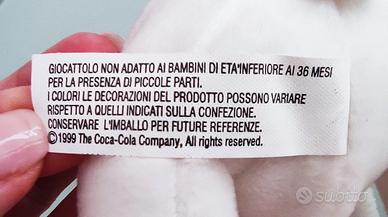 GIOCATTOLO NON ADATTO AI BAMBINI DI ETA'INFERIORE AI 36 MESI
PER LA PRESENZA DI PICCOLE PARTI.
I COLORI LE DECORAZIONI DEL PRODOTTO POSSONO VARIARE
RISPETTO A QUELLI INDICATI SULLA CONFEZIONE.
CONSERVARE L'IMBALLO PER FUTURE REFERENZE.
©1999 The Coca-Cola Company, All rights reserved.
subito